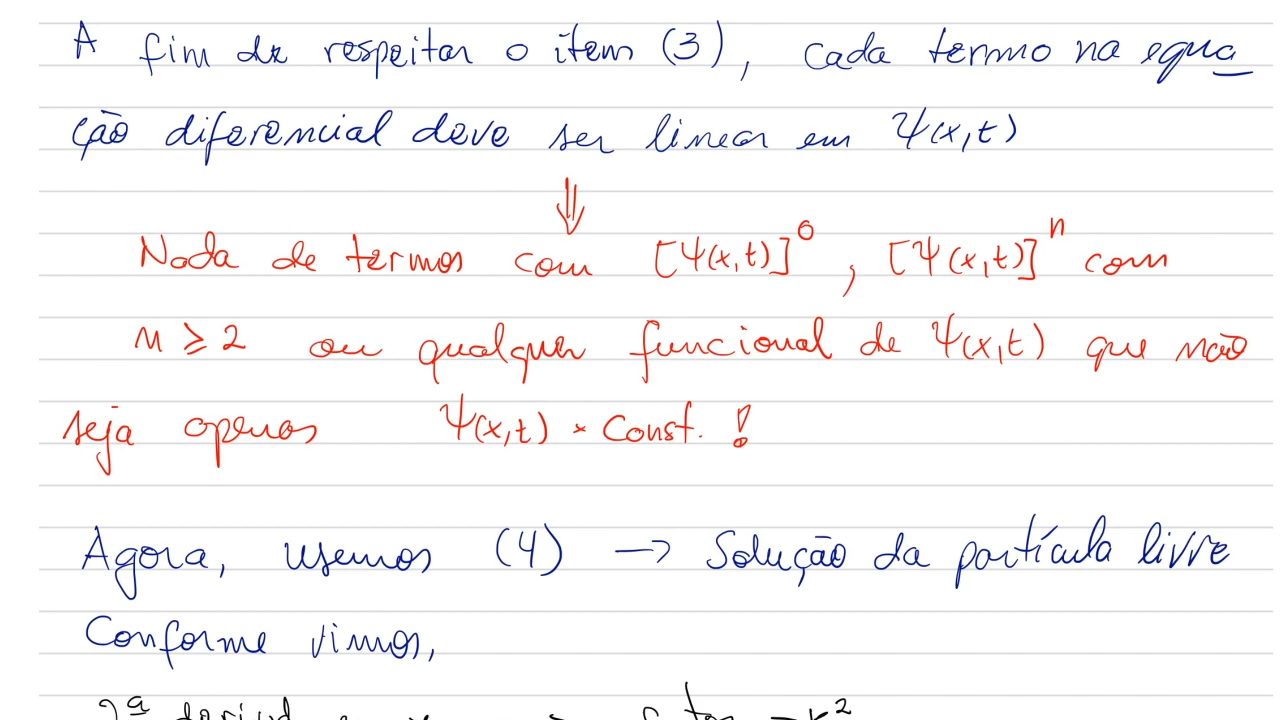 A fim de respeitar o item (3), cada termo na equa
ção diferencial deve ser linear em Ψ(x,t)
⇓
Nada de termos com [Ψ(x,t)]⁰, [Ψ(x,t)]ⁿ com
n ≥ 2 ou qualquer funcional de Ψ(x,t) que não
seja apenas Ψ(x,t) × Const. !
Agora, usemos (4) → Solução da partícula livre
Conforme vimos,
2ª